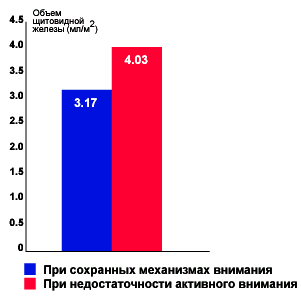 Объем
щитовидной
железы (мл/м2)
4.5
4.0
3.5
3.0
2.5
2.0
1.5
1.0
0.5
0
3.17
4.03
При сохранных механизмах внимания
При недостаточности активного внимания